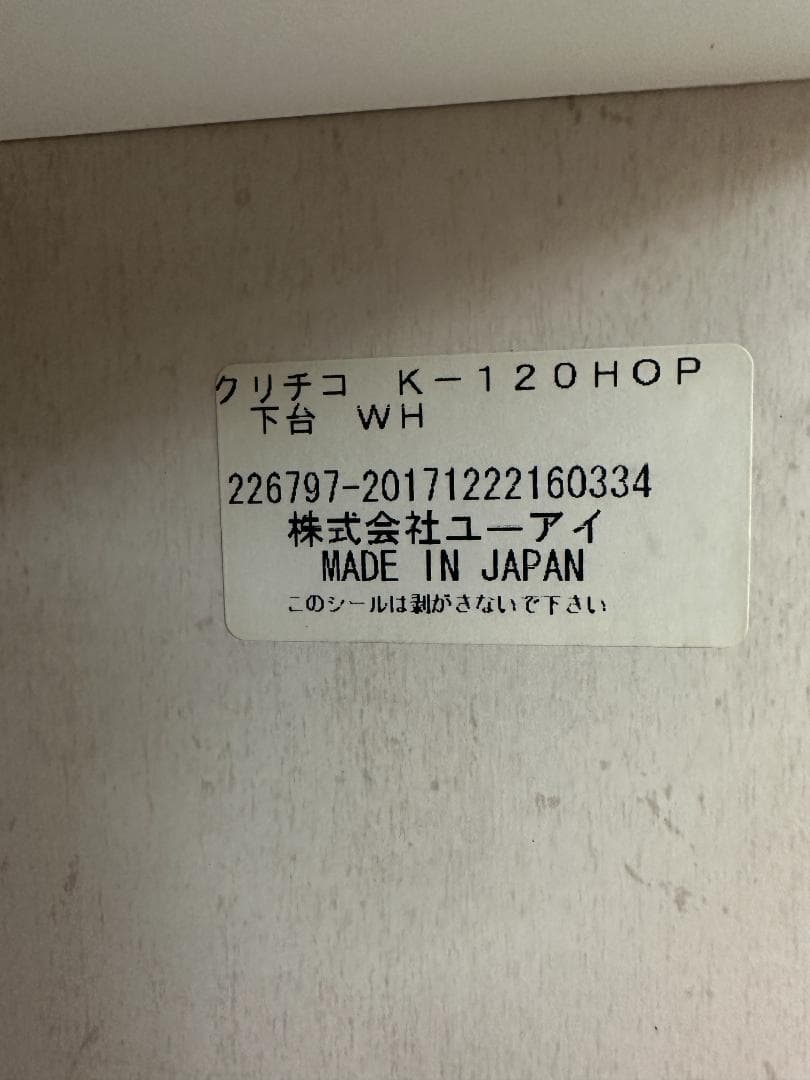 クリチコ　K－120HOP
下台　WH
226797-20171222160334
株式会社ユーアイ
MADE IN JAPAN
このシールは剥がさないで下さい